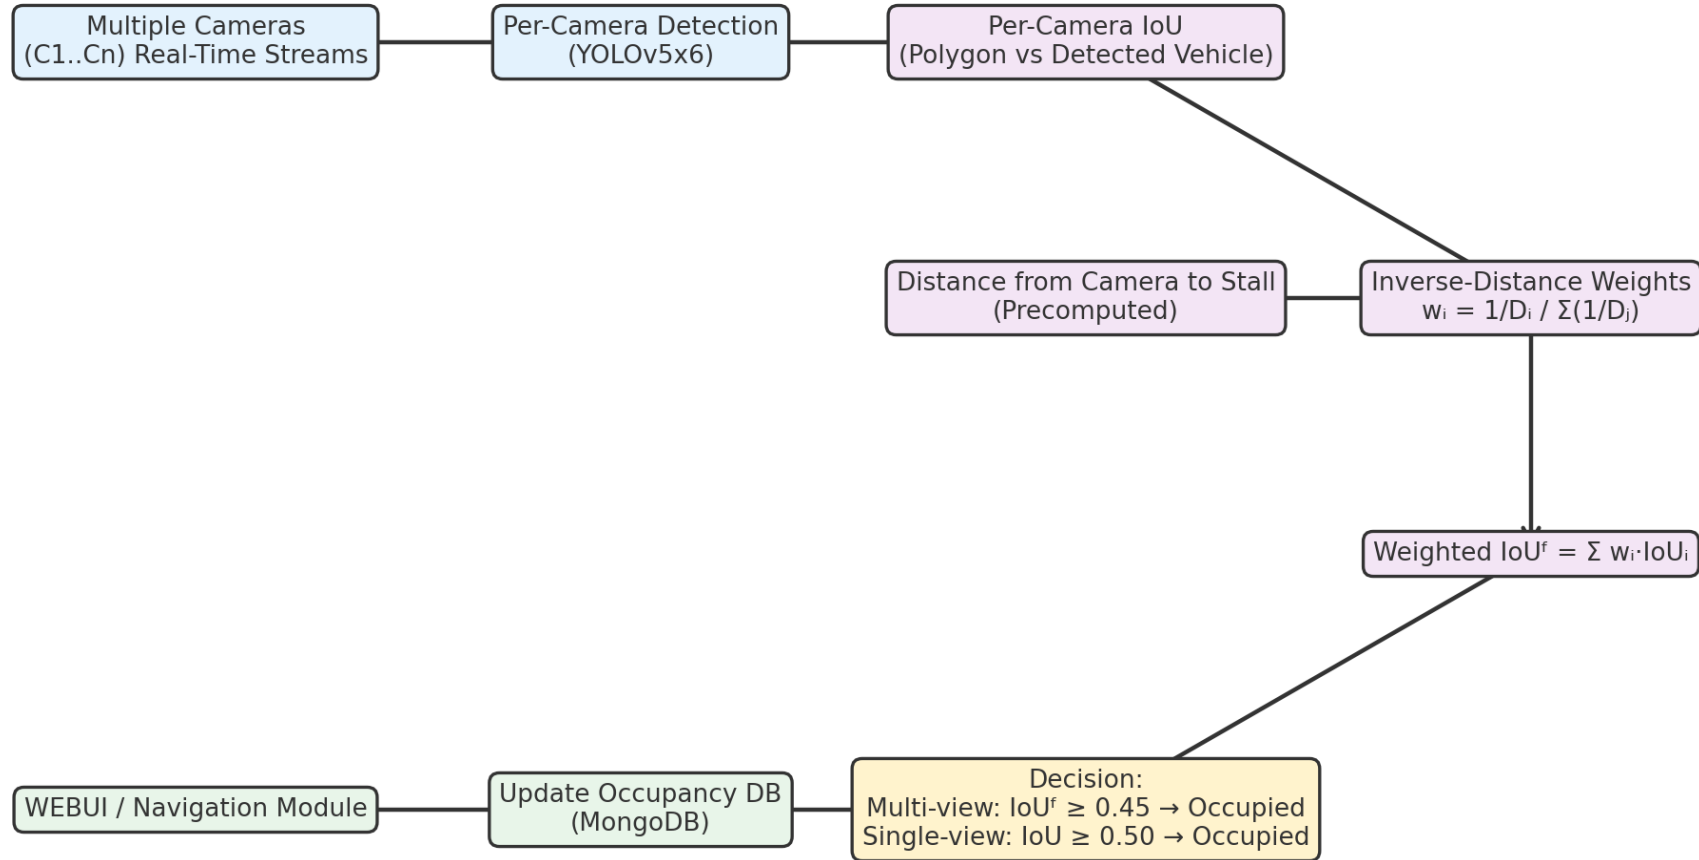 Multiple Cameras
(C1..Cn) Real-Time Streams
Per-Camera Detection
(YOLOv5x6)
Per-Camera IoU
(Polygon vs Detected Vehicle)
Distance from Camera to Stall
(Precomputed)
Inverse-Distance Weights
wᵢ = 1/Dᵢ / Σ(1/Dⱼ)
Weighted IoUᶠ = Σ wᵢ·IoUᵢ
Decision:
Multi-view: IoUᶠ ≥ 0.45 → Occupied
Single-view: IoU ≥ 0.50 → Occupied
Update Occupancy DB
(MongoDB)
WEBUI / Navigation Module